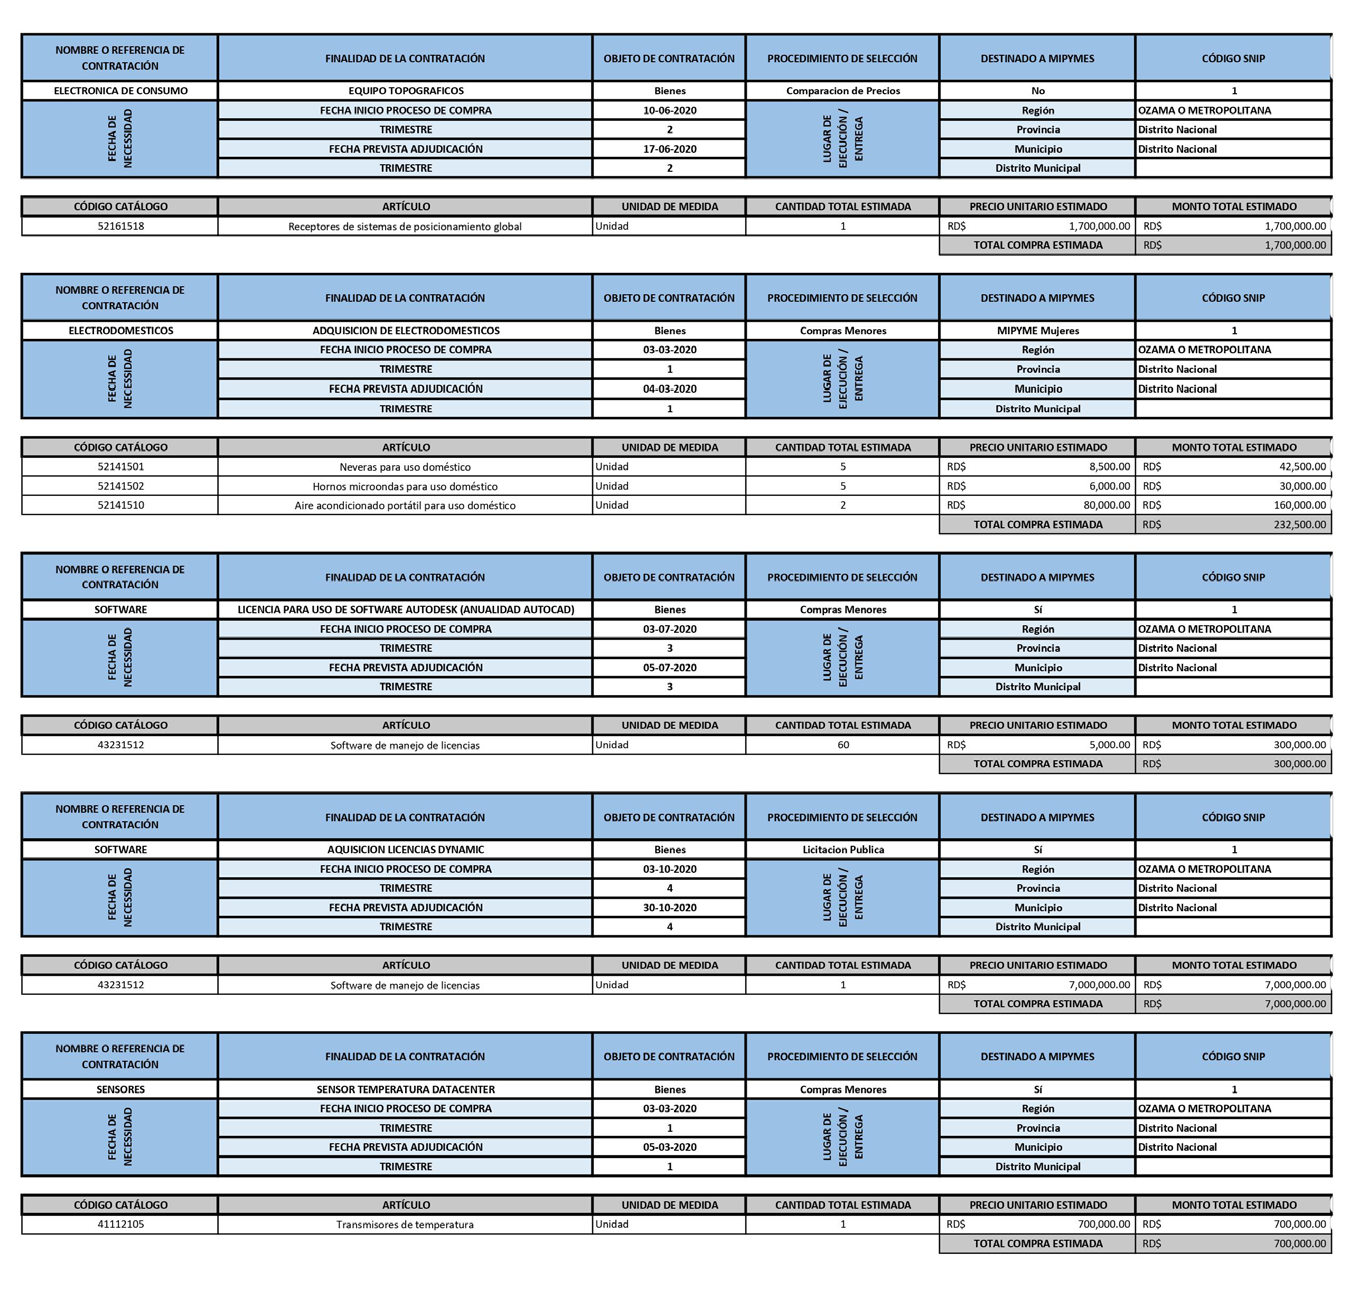 NOMBRE O REFERENCIA DE CONTRATACIÓN FINALIDAD DE LA CONTRATACIÓN OBJETO DE CONTRATACIÓN PROCEDIMIENTO DE SELECCIÓN DESTINADO A MIPYMES CÓDIGO SNIP
ELECTRONICA DE CONSUMO EQUIPO TOPOGRAFICOS Bienes Comparacion de Precios No 1
FECHA DE NECESSIDAD
FECHA INICIO PROCESO DE COMPRA 10-06-2020 LUGAR DE EJECUCIÓN / ENTREGA Región OZAMA O METROPOLITANA
TRIMESTRE 2 Provincia Distrito Nacional
FECHA PREVISTA ADJUDICACIÓN 17-06-2020 Municipio Distrito Nacional
TRIMESTRE 2 Distrito Municipal
CÓDIGO CATÁLOGO ARTÍCULO UNIDAD DE MEDIDA CANTIDAD TOTAL ESTIMADA PRECIO UNITARIO ESTIMADO MONTO TOTAL ESTIMADO
52161518 Receptores de sistemas de posicionamiento global Unidad 1 RD$ 1,700,000.00 RD$ 1,700,000.00
TOTAL COMPRA ESTIMADA RD$ 1,700,000.00
NOMBRE O REFERENCIA DE CONTRATACIÓN FINALIDAD DE LA CONTRATACIÓN OBJETO DE CONTRATACIÓN PROCEDIMIENTO DE SELECCIÓN DESTINADO A MIPYMES CÓDIGO SNIP
ELECTRODOMESTICOS ADQUISICION DE ELECTRODOMESTICOS Bienes Compras Menores MIPYME Mujeres 1
FECHA DE NECESSIDAD
FECHA INICIO PROCESO DE COMPRA 03-03-2020 LUGAR DE EJECUCIÓN / ENTREGA Región OZAMA O METROPOLITANA
TRIMESTRE 1 Provincia Distrito Nacional
FECHA PREVISTA ADJUDICACIÓN 04-03-2020 Municipio Distrito Nacional
TRIMESTRE 1 Distrito Municipal
CÓDIGO CATÁLOGO ARTÍCULO UNIDAD DE MEDIDA CANTIDAD TOTAL ESTIMADA PRECIO UNITARIO ESTIMADO MONTO TOTAL ESTIMADO
52141501 Neveras para uso doméstico Unidad 5 RD$ 8,500.00 RD$ 42,500.00
52141502 Hornos microondas para uso doméstico Unidad 5 RD$ 6,000.00 RD$ 30,000.00
52141510 Aire acondicionado portátil para uso doméstico Unidad 2 RD$ 80,000.00 RD$ 160,000.00
TOTAL COMPRA ESTIMADA RD$ 232,500.00
NOMBRE O REFERENCIA DE CONTRATACIÓN FINALIDAD DE LA CONTRATACIÓN OBJETO DE CONTRATACIÓN PROCEDIMIENTO DE SELECCIÓN DESTINADO A MIPYMES CÓDIGO SNIP
SOFTWARE LICENCIA PARA USO DE SOFTWARE AUTODESK (ANUALIDAD AUTOCAD) Bienes Compras Menores Sí 1
FECHA DE NECESSIDAD
FECHA INICIO PROCESO DE COMPRA 03-07-2020 LUGAR DE EJECUCIÓN / ENTREGA Región OZAMA O METROPOLITANA
TRIMESTRE 3 Provincia Distrito Nacional
FECHA PREVISTA ADJUDICACIÓN 05-07-2020 Municipio Distrito Nacional
TRIMESTRE 3 Distrito Municipal
CÓDIGO CATÁLOGO ARTÍCULO UNIDAD DE MEDIDA CANTIDAD TOTAL ESTIMADA PRECIO UNITARIO ESTIMADO MONTO TOTAL ESTIMADO
43231512 Software de manejo de licencias Unidad 60 RD$ 5,000.00 RD$ 300,000.00
TOTAL COMPRA ESTIMADA RD$ 300,000.00
NOMBRE O REFERENCIA DE CONTRATACIÓN FINALIDAD DE LA CONTRATACIÓN OBJETO DE CONTRATACIÓN PROCEDIMIENTO DE SELECCIÓN DESTINADO A MIPYMES CÓDIGO SNIP
SOFTWARE AQUISICION LICENCIAS DYNAMIC Bienes Licitacion Publica Sí 1
FECHA DE NECESSIDAD
FECHA INICIO PROCESO DE COMPRA 03-10-2020 LUGAR DE EJECUCIÓN / ENTREGA Región OZAMA O METROPOLITANA
TRIMESTRE 4 Provincia Distrito Nacional
FECHA PREVISTA ADJUDICACIÓN 30-10-2020 Municipio Distrito Nacional
TRIMESTRE 4 Distrito Municipal
CÓDIGO CATÁLOGO ARTÍCULO UNIDAD DE MEDIDA CANTIDAD TOTAL ESTIMADA PRECIO UNITARIO ESTIMADO MONTO TOTAL ESTIMADO
43231512 Software de manejo de licencias Unidad 1 RD$ 7,000,000.00 RD$ 7,000,000.00
TOTAL COMPRA ESTIMADA RD$ 7,000,000.00
NOMBRE O REFERENCIA DE CONTRATACIÓN FINALIDAD DE LA CONTRATACIÓN OBJETO DE CONTRATACIÓN PROCEDIMIENTO DE SELECCIÓN DESTINADO A MIPYMES CÓDIGO SNIP
SENSORES SENSOR TEMPERATURA DATACENTER Bienes Compras Menores Sí 1
FECHA DE NECESSIDAD
FECHA INICIO PROCESO DE COMPRA 03-03-2020 LUGAR DE EJECUCIÓN / ENTREGA Región OZAMA O METROPOLITANA
TRIMESTRE 1 Provincia Distrito Nacional
FECHA PREVISTA ADJUDICACIÓN 05-03-2020 Municipio Distrito Nacional
TRIMESTRE 1 Distrito Municipal
CÓDIGO CATÁLOGO ARTÍCULO UNIDAD DE MEDIDA CANTIDAD TOTAL ESTIMADA PRECIO UNITARIO ESTIMADO MONTO TOTAL ESTIMADO
41112105 Transmisores de temperatura Unidad 1 RD$ 700,000.00 RD$ 700,000.00
TOTAL COMPRA ESTIMADA RD$ 700,000.00